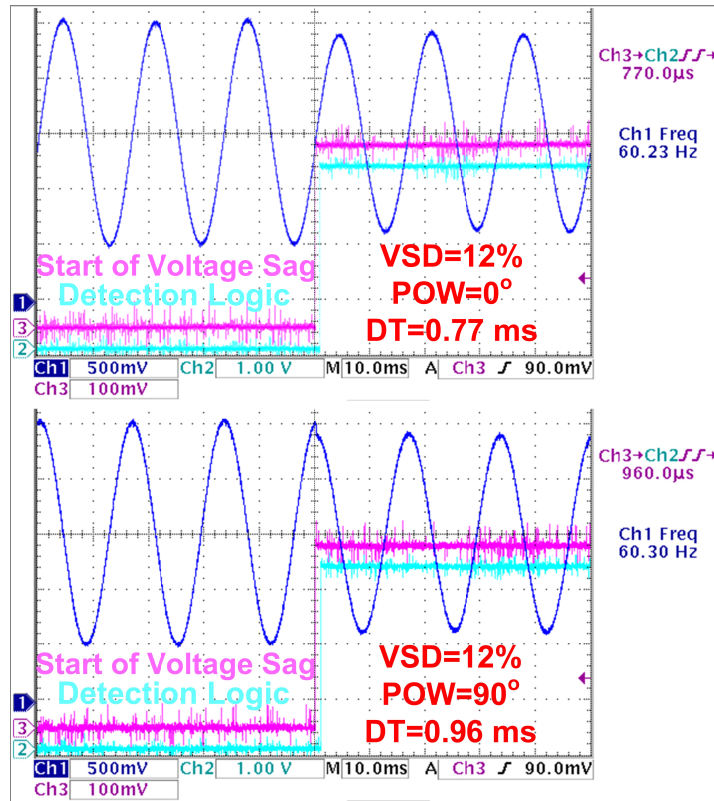 Ch3→Ch2⎍⎍→
770.0µs
Ch1 Freq
60.23 Hz
Start of Voltage Sag
Detection Logic
VSD=12%
POW=0°
DT=0.77 ms
1
3
2
Ch1 500mV Ch2 1.00 V M 10.0ms A Ch3 ƒ 90.0mV
Ch3 100mV
Ch3→Ch2⎍⎍→
960.0µs
Ch1 Freq
60.30 Hz
Start of Voltage Sag
Detection Logic
VSD=12%
POW=90°
DT=0.96 ms
1
3
2
Ch1 500mV Ch2 1.00 V M 10.0ms A Ch3 ƒ 90.0mV
Ch3 100mV